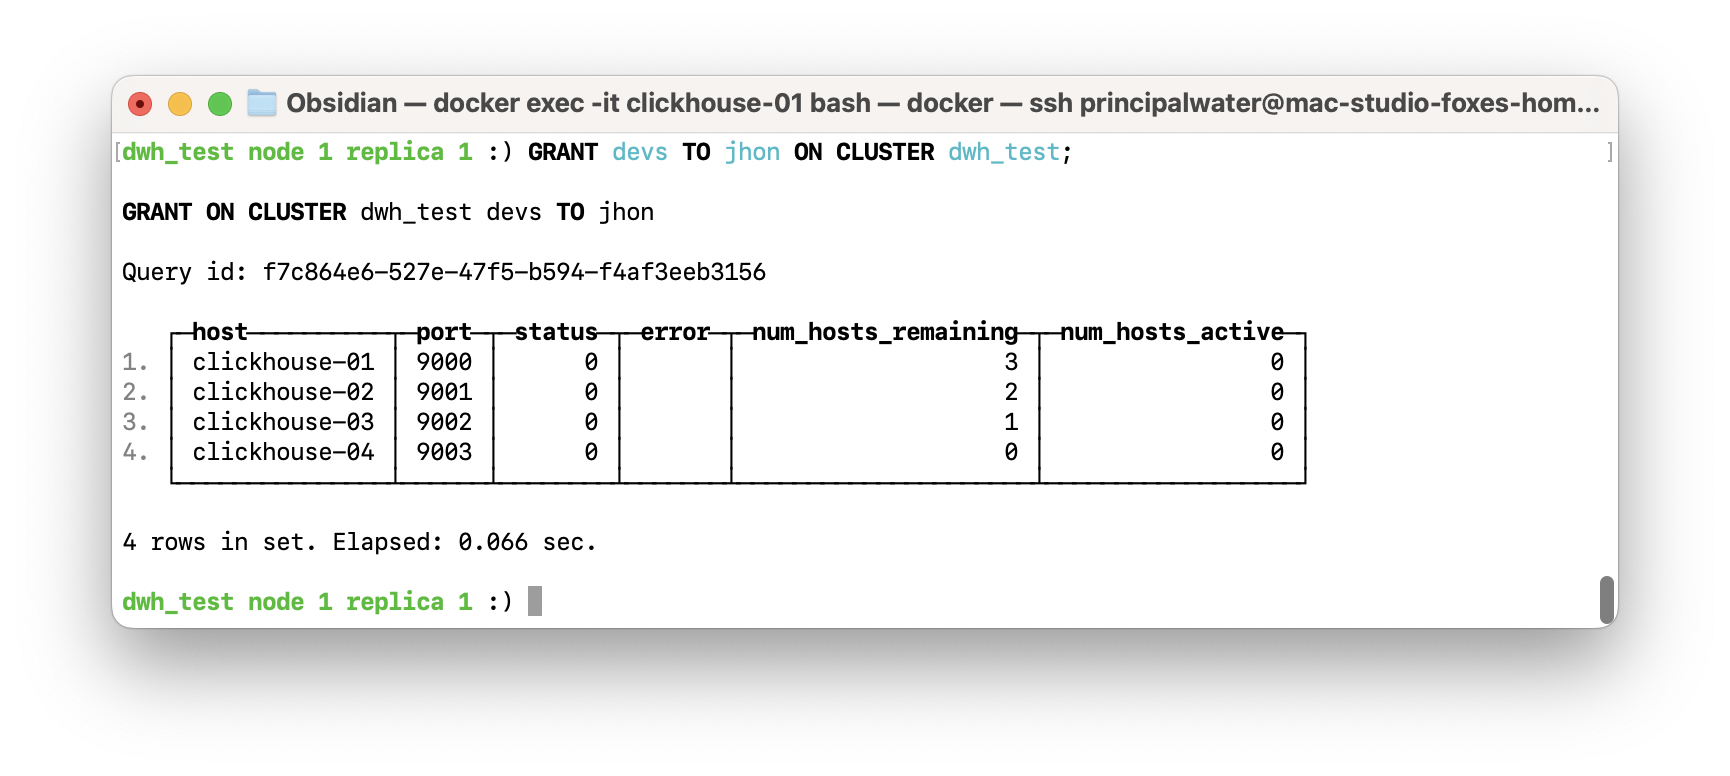 Obsidian — docker exec -it clickhouse-01 bash — docker — ssh principalwater@mac-studio-foxes-hom...
[dwh_test node 1 replica 1 :) GRANT devs TO jhon ON CLUSTER dwh_test; ]
GRANT ON CLUSTER dwh_test devs TO jhon
Query id: f7c864e6-527e-47f5-b594-f4af3eeb3156
host port status error num_hosts_remaining num_hosts_active
1. clickhouse-01 9000 0 3 0
2. clickhouse-02 9001 0 2 0
3. clickhouse-03 9002 0 1 0
4. clickhouse-04 9003 0 0 0
4 rows in set. Elapsed: 0.066 sec.
dwh_test node 1 replica 1 :)